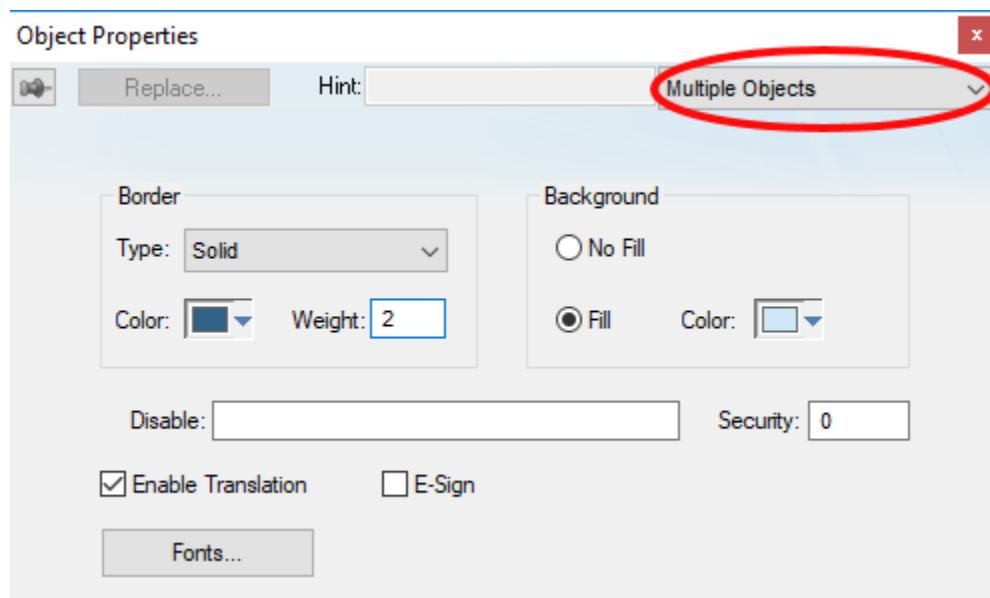 Object Properties
x
Replace... Hint: Multiple Objects
Border Background
Type: Solid No Fill
Color: Weight: 2 Fill Color:
Disable: Security: 0
Enable Translation E-Sign
Fonts...